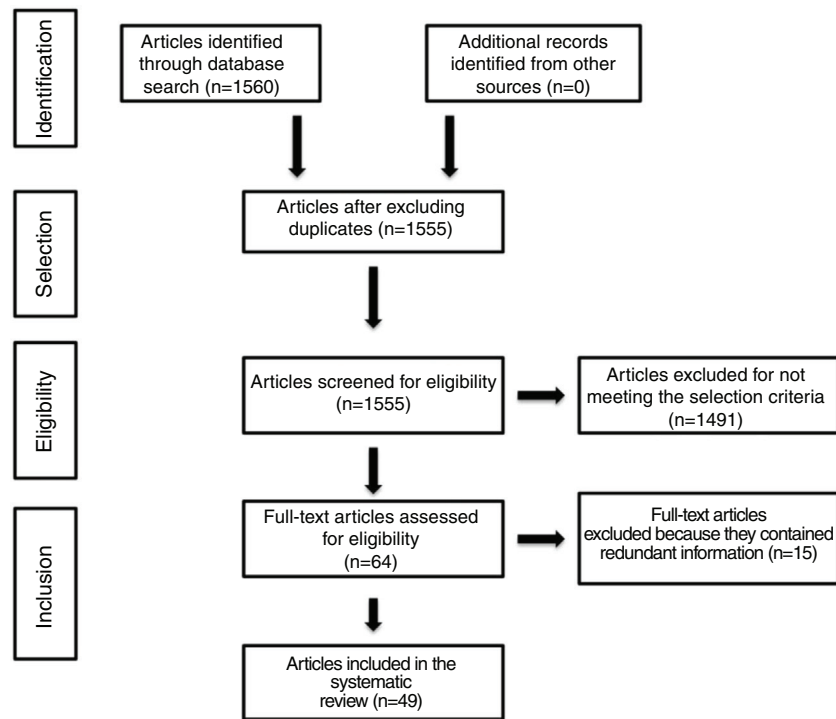 Identification
Articles identified
through database
search (n=1560)
Additional records
identified from other
sources (n=0)
Selection
Articles after excluding
duplicates (n=1555)
Eligibility
Articles screened for eligibility
(n=1555)
Articles excluded for not
meeting the selection criteria
(n=1491)
Inclusion
Full-text articles assessed
for eligibility
(n=64)
Full-text articles
excluded because they contained
redundant information (n=15)
Articles included in the
systematic
review (n=49)